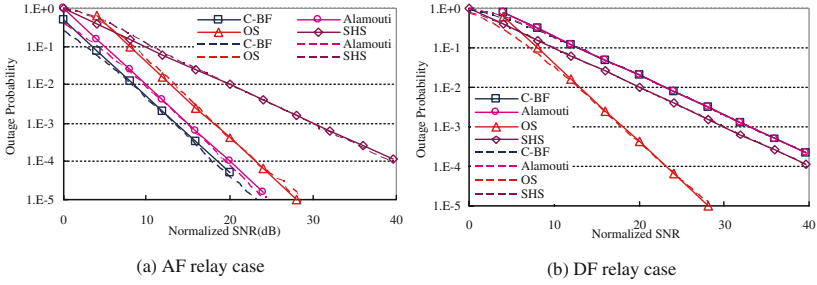 1.E+0
1.E-1
1.E-2
1.E-3
1.E-4
1.E-5
Outage Probability
C-BF
Alamouti
OS
SHS
C-BF
Alamouti
OS
SHS
0
10
20
30
40
Normalized SNR(dB)
(a) AF relay case
1.E+0
1.E-1
1.E-2
1.E-3
1.E-4
1.E-5
Outage Probability
C-BF
Alamouti
OS
SHS
C-BF
Alamouti
OS
SHS
0
10
20
30
40
Normalized SNR
(b) DF relay case